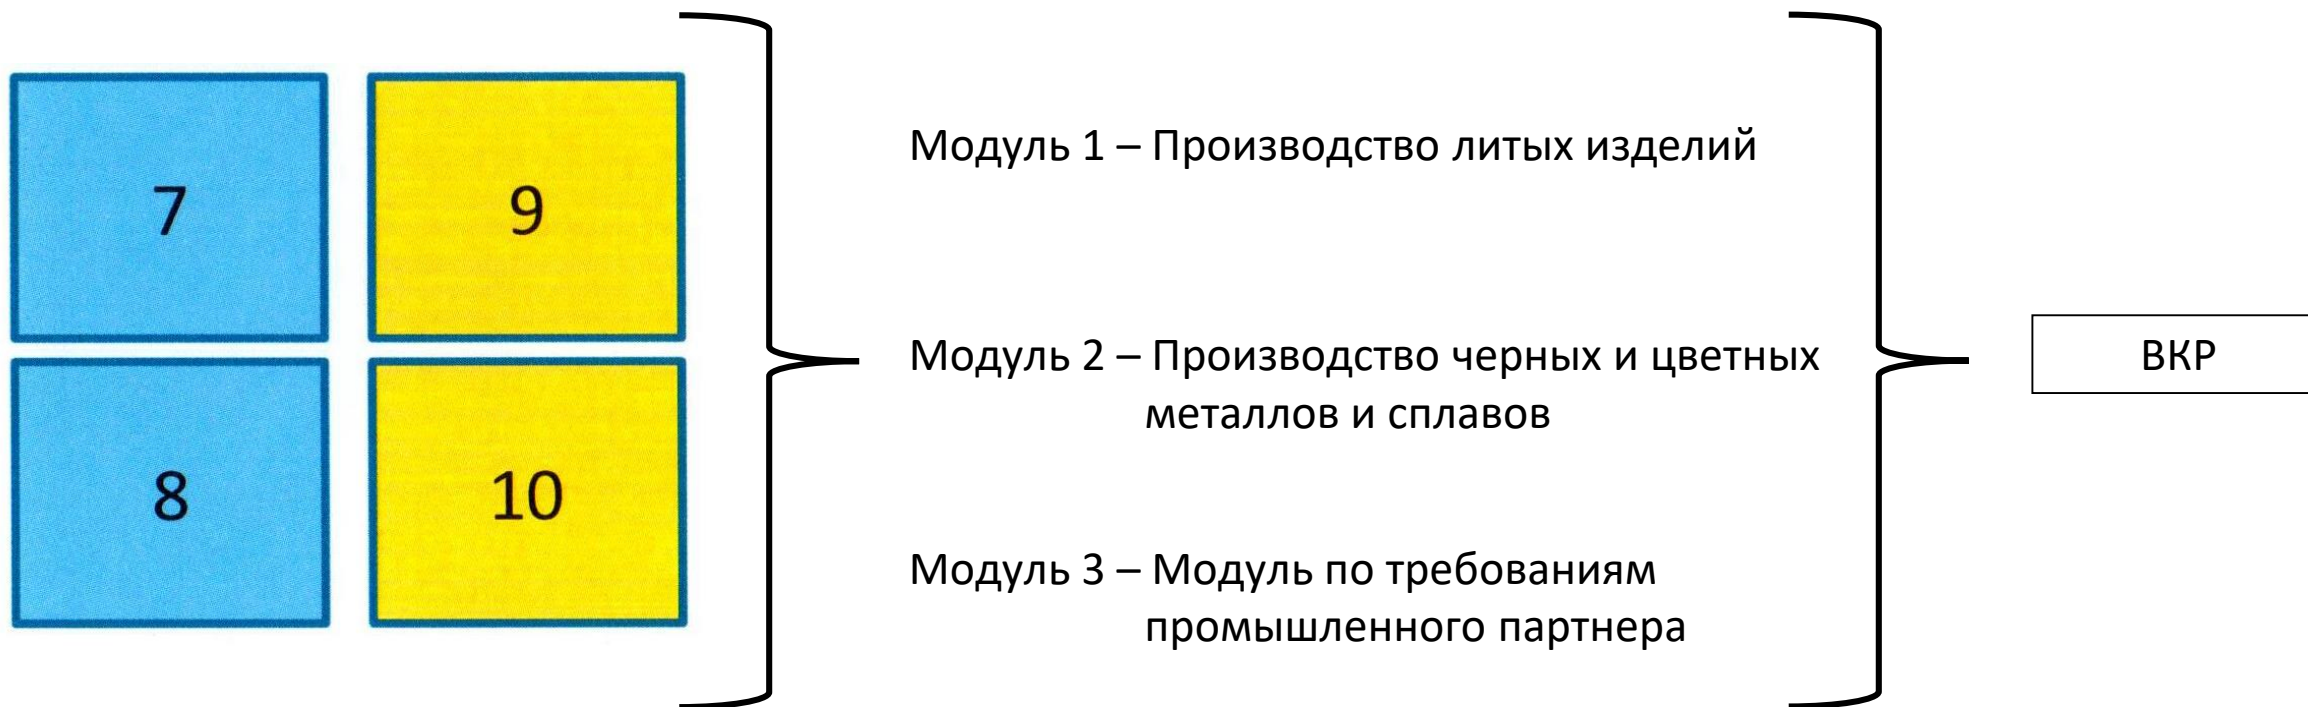 7
9
8
10
Модуль 1 – Производство литых изделий
Модуль 2 – Производство черных и цветных
металлов и сплавов
Модуль 3 – Модуль по требованиям
промышленного партнера
ВКР